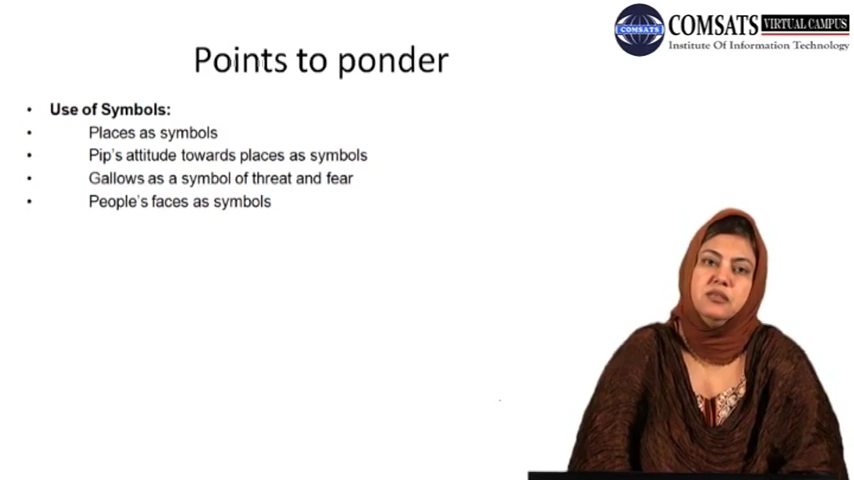 COMSATS VIRTUAL CAMPUS
COMSATS
Institute Of Information Technology
Points to ponder
• Use of Symbols:
• Places as symbols
• Pip's attitude towards places as symbols
• Gallows as a symbol of threat and fear
• People's faces as symbols